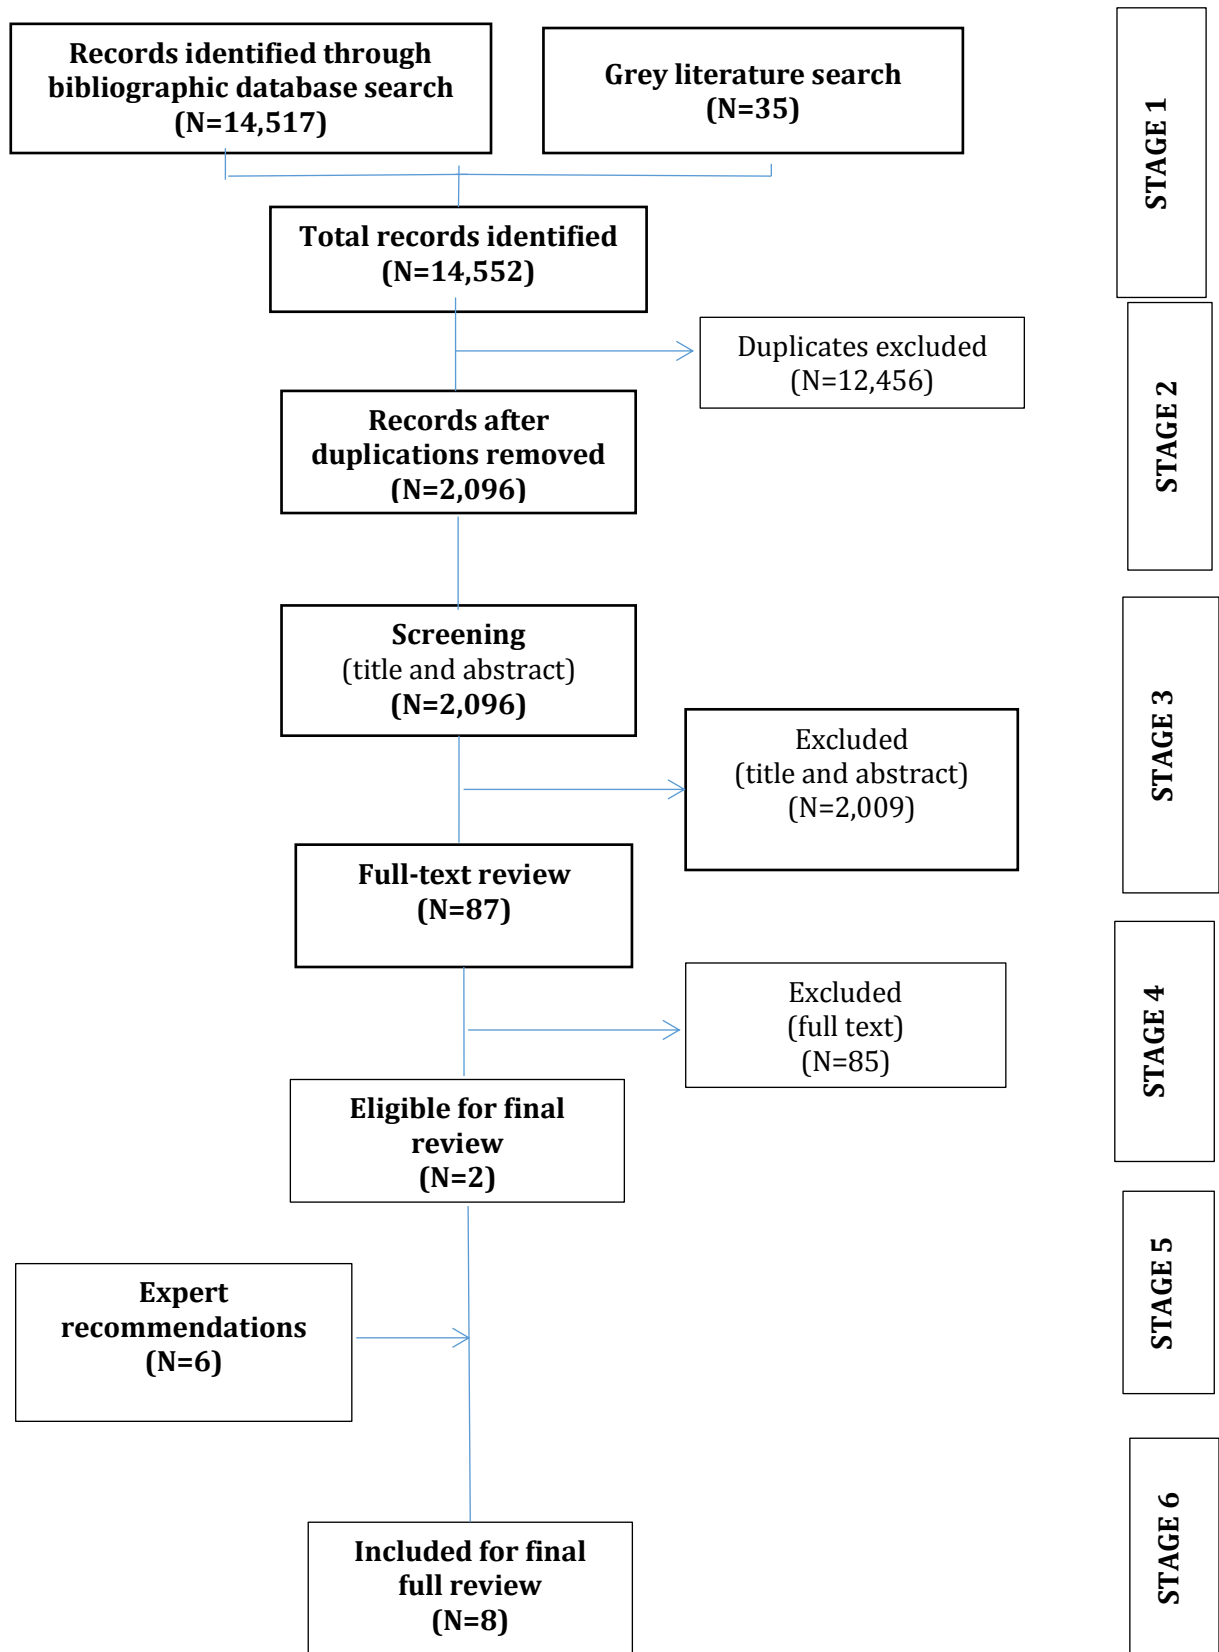 Records identified through
bibliographic database search
(N=14,517)
Grey literature search
(N=35)
STAGE 1
Total records identified
(N=14,552)
Duplicates excluded
(N=12,456)
STAGE 2
Records after
duplications removed
(N=2,096)
Screening
(title and abstract)
(N=2,096)
STAGE 3
Excluded
(title and abstract)
(N=2,009)
Full-text review
(N=87)
Excluded
(full text)
(N=85)
STAGE 4
Eligible for final
review
(N=2)
STAGE 5
Expert
recommendations
(N=6)
STAGE 6
Included for final
full review
(N=8)